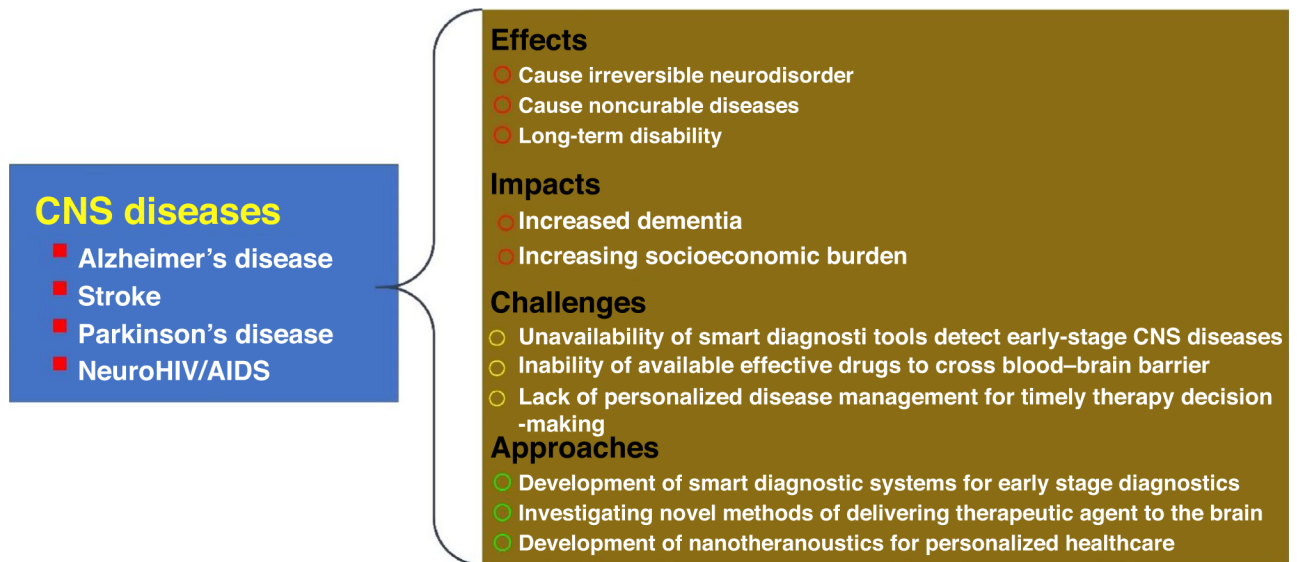 CNS diseases
Alzheimer's disease
Stroke
Parkinson's disease
NeuroHIV/AIDS
Effects
Cause irreversible neurodisorder
Cause noncurable diseases
Long-term disability
Impacts
Increased dementia
Increasing socioeconomic burden
Challenges
Unavailability of smart diagnosti tools detect early-stage CNS diseases
Inability of available effective drugs to cross blood–brain barrier
Lack of personalized disease management for timely therapy decision
-making
Approaches
Development of smart diagnostic systems for early stage diagnostics
Investigating novel methods of delivering therapeutic agent to the brain
Development of nanotheranoustics for personalized healthcare